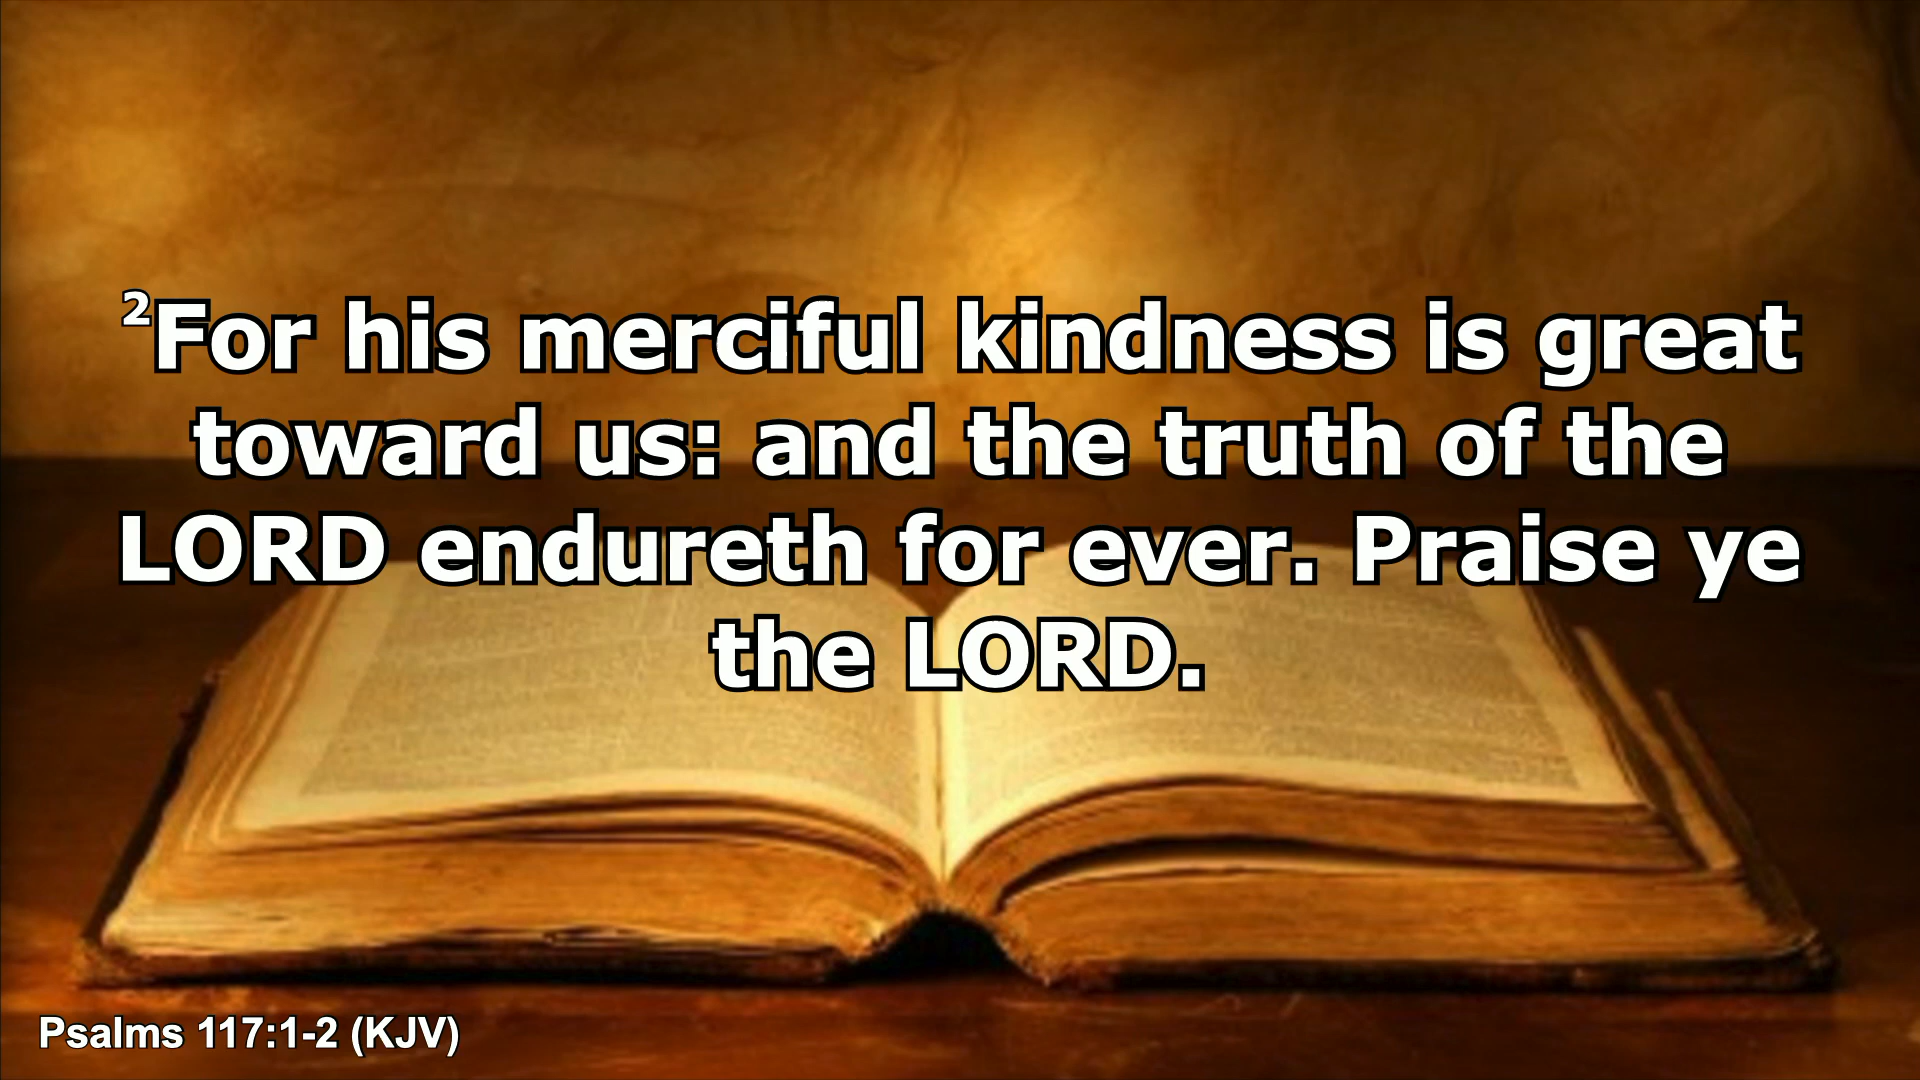 2For his merciful kindness is great
toward us: and the truth of the
LORD endureth for ever. Praise ye
the LORD.
Psalms 117:1-2 (KJV)